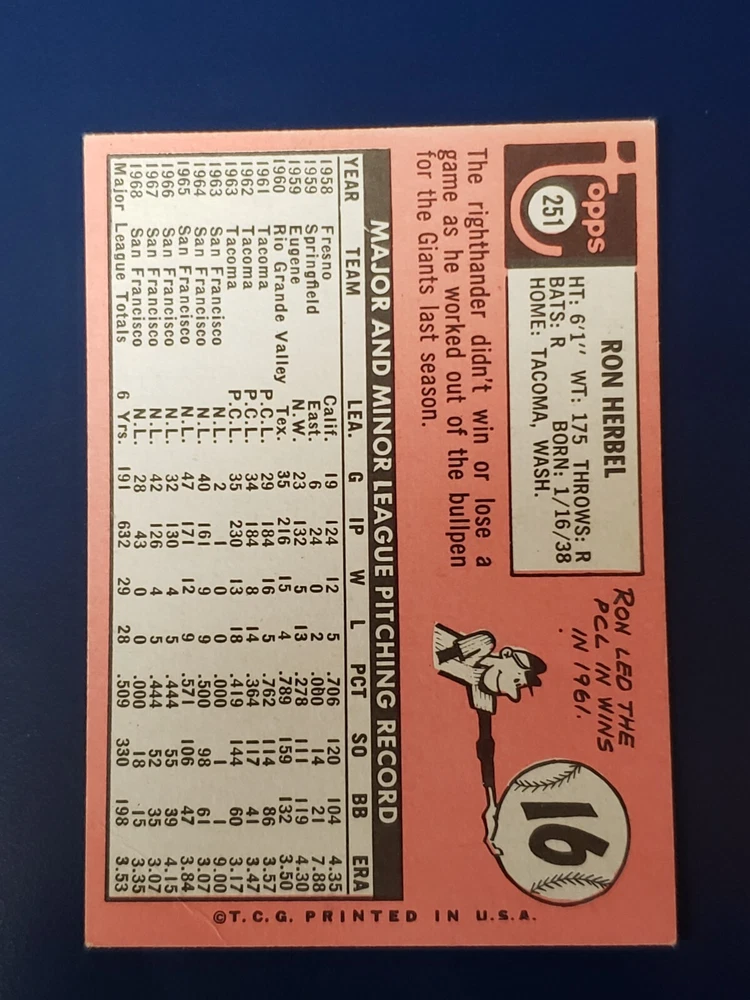 Topps
251
RON HERBEL
HT: 6'1" WT: 175 THROWS: R
BATS: R BORN: 1/16/38
HOME: TACOMA, WASH.
RON LED THE
PCL IN WINS
IN 1961.
16
The righthander didn't win or lose a
game as he worked out of the bullpen
for the Giants last season.
MAJOR AND MINOR LEAGUE PITCHING RECORD
YEAR TEAM LEA. G IP W L PCT SO BB ERA
1958 Fresno Calif. 19 124 12 5 .706 120 104 4.35
1959 Springfield East. 6 24 0 2 .000 14 21 7.88
1959 Eugene N.W. 23 132 5 13 .278 111 119 4.30
1960 Rio Grande Valley Tex. 35 216 15 4 .789 159 132 3.50
1961 Tacoma P.C.L. 29 184 16 5 .762 114 86 3.57
1962 Tacoma P.C.L. 34 184 8 14 .364 117 41 3.47
1963 Tacoma P.C.L. 35 230 13 18 .419 144 60 3.17
1963 San Francisco N.L. 2 1 0 0 .000 1 1 9.00
1964 San Francisco N.L. 40 161 9 9 .500 98 61 3.07
1965 San Francisco N.L. 47 171 12 9 .571 106 47 3.84
1966 San Francisco N.L. 32 130 4 5 .444 55 39 4.15
1967 San Francisco N.L. 42 126 4 5 .444 52 35 3.07
1968 San Francisco N.L. 28 43 0 0 .000 18 15 3.35
Major League Totals 6 Yrs. 191 632 29 28 .509 330 198 3.53
©T.C.G. PRINTED IN U.S.A.